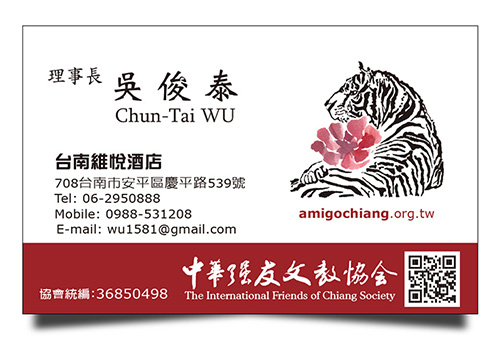 理事長 吳俊泰
Chun-Tai WU
台南維悅酒店
708台南市安平區慶平路539號
Tel: 06-2950888
Mobile: 0988-531208
E-mail: wu1581@gmail.com
amigochiang.org.tw
中華強友文教協会
The International Friends of Chiang Society
協會統編:36850498